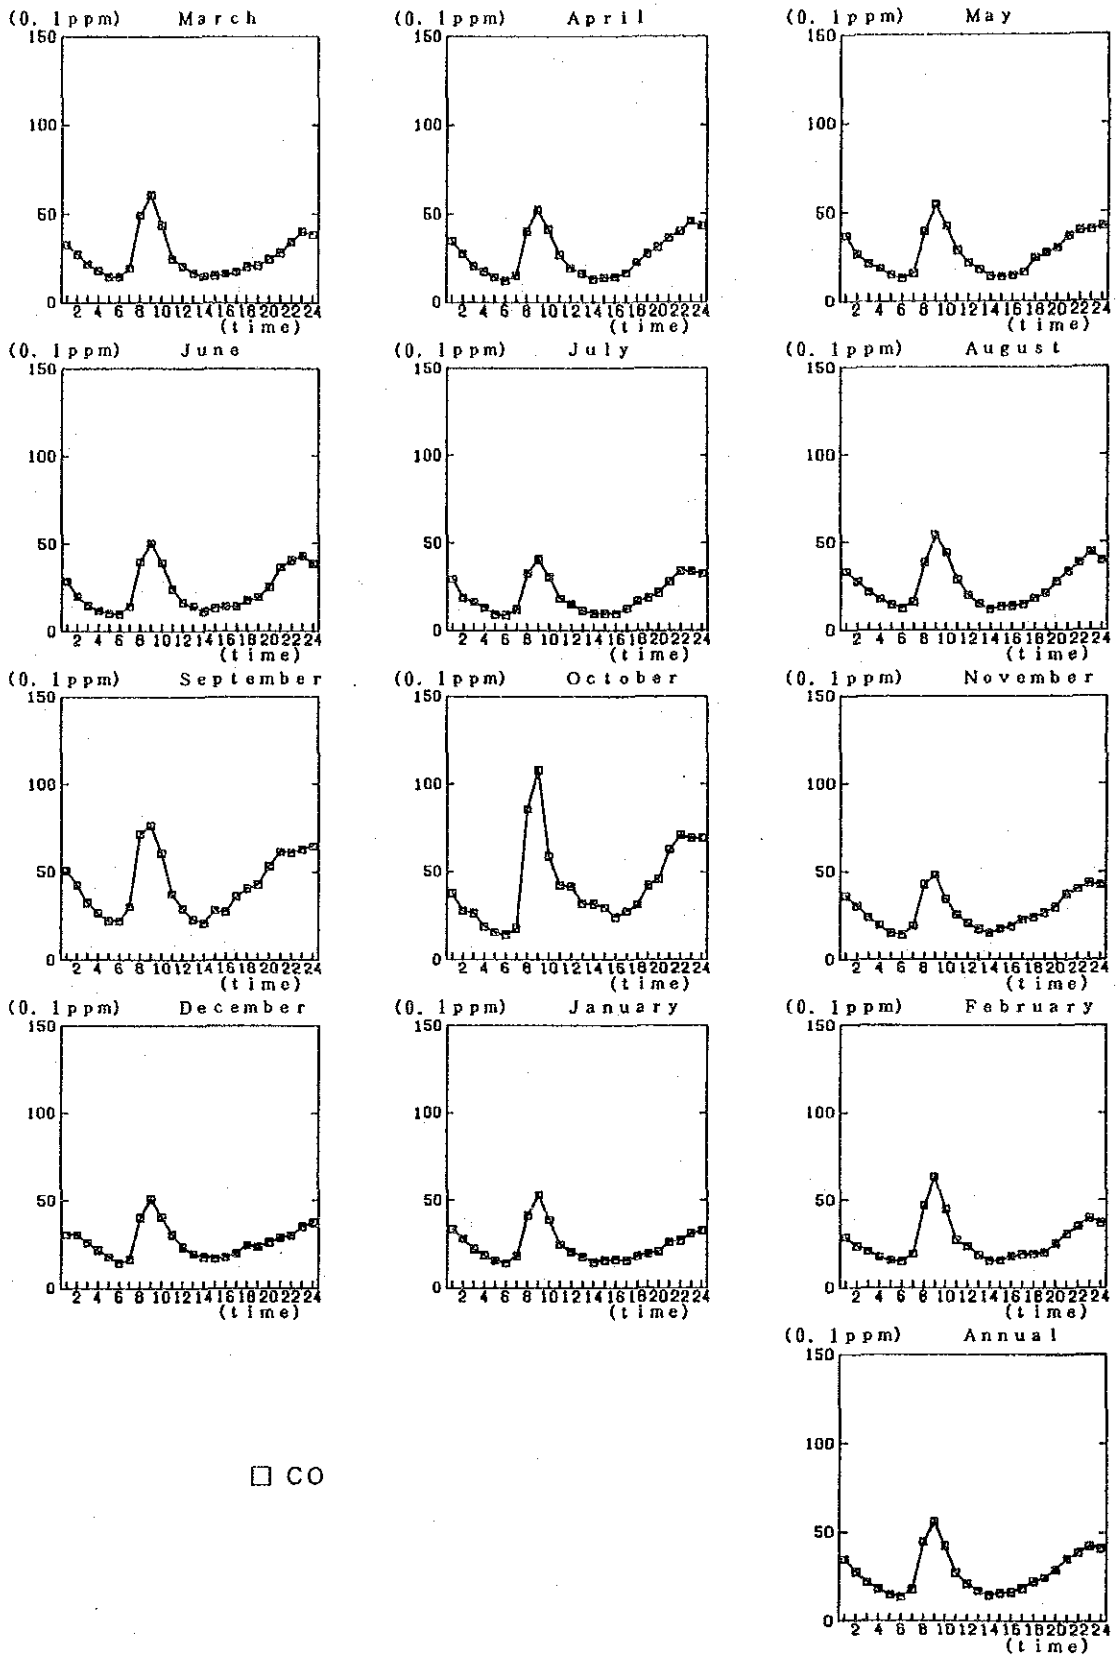 (0. 1ppm) March
150
100
50
0
2 4 6 8 10 12 14 16 18 20 22 24
(time)
(0. 1ppm) April
150
100
50
0
2 4 6 8 10 12 14 16 18 20 22 24
(time)
(0. 1ppm) May
150
100
50
0
2 4 6 8 10 12 14 16 18 20 22 24
(time)
(0. 1ppm) June
150
100
50
0
2 4 6 8 10 12 14 16 18 20 22 24
(time)
(0. 1ppm) July
150
100
50
0
2 4 6 8 10 12 14 16 18 20 22 24
(time)
(0. 1ppm) August
150
100
50
0
2 4 6 8 10 12 14 16 18 20 22 24
(time)
(0. 1ppm) September
150
100
50
0
2 4 6 8 10 12 14 16 18 20 22 24
(time)
(0. 1ppm) October
150
100
50
0
2 4 6 8 10 12 14 16 18 20 22 24
(time)
(0. 1ppm) November
150
100
50
0
2 4 6 8 10 12 14 16 18 20 22 24
(time)
(0. 1ppm) December
150
100
50
0
2 4 6 8 10 12 14 16 18 20 22 24
(time)
(0. 1ppm) January
150
100
50
0
2 4 6 8 10 12 14 16 18 20 22 24
(time)
(0. 1ppm) February
150
100
50
0
2 4 6 8 10 12 14 16 18 20 22 24
(time)
(0. 1ppm) Annual
150
100
50
0
2 4 6 8 10 12 14 16 18 20 22 24
(time)
CO